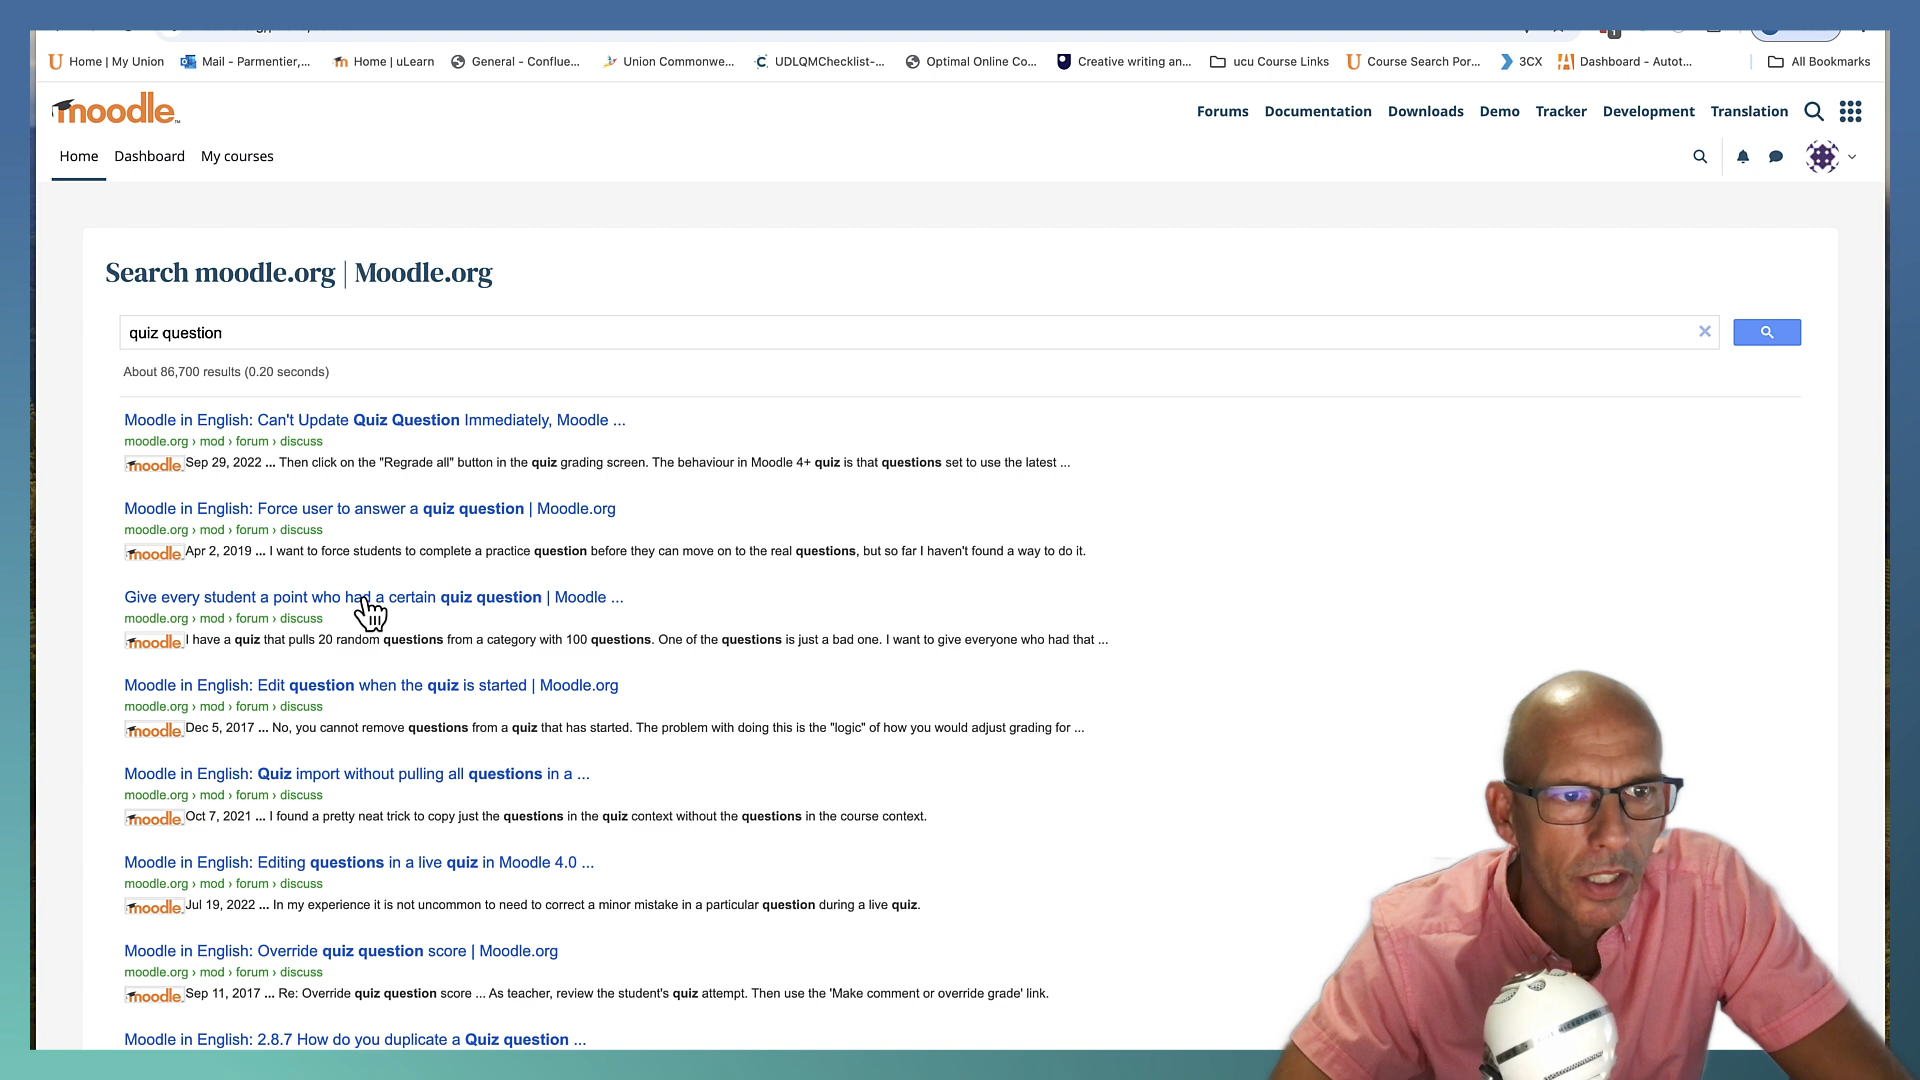 Home | My Union Mail - Parmentier,... Home | uLearn General - Conflue... Union Commonwe... UDLQMChecklist-... Optimal Online Co... Creative writing an... ucu Course Links Course Search Por... 3CX Dashboard - Autot... All Bookmarks
moodle
Forums Documentation Downloads Demo Tracker Development Translation
Home Dashboard My courses
Search moodle.org | Moodle.org
quiz question
About 86,700 results (0.20 seconds)
Moodle in English: Can't Update Quiz Question Immediately, Moodle ...
moodle.org › mod › forum › discuss
moodle Sep 29, 2022 ... Then click on the "Regrade all" button in the quiz grading screen. The behaviour in Moodle 4+ quiz is that questions set to use the latest ...
Moodle in English: Force user to answer a quiz question | Moodle.org
moodle.org › mod › forum › discuss
moodle Apr 2, 2019 ... I want to force students to complete a practice question before they can move on to the real questions, but so far I haven't found a way to do it.
Give every student a point who had a certain quiz question | Moodle ...
moodle.org › mod › forum › discuss
moodle I have a quiz that pulls 20 random questions from a category with 100 questions. One of the questions is just a bad one. I want to give everyone who had that ...
Moodle in English: Edit question when the quiz is started | Moodle.org
moodle.org › mod › forum › discuss
moodle Dec 5, 2017 ... No, you cannot remove questions from a quiz that has started. The problem with doing this is the "logic" of how you would adjust grading for ...
Moodle in English: Quiz import without pulling all questions in a ...
moodle.org › mod › forum › discuss
moodle Oct 7, 2021 ... I found a pretty neat trick to copy just the questions in the quiz context without the questions in the course context.
Moodle in English: Editing questions in a live quiz in Moodle 4.0 ...
moodle.org › mod › forum › discuss
moodle Jul 19, 2022 ... In my experience it is not uncommon to need to correct a minor mistake in a particular question during a live quiz.
Moodle in English: Override quiz question score | Moodle.org
moodle.org › mod › forum › discuss
moodle Sep 11, 2017 ... Re: Override quiz question score ... As teacher, review the student's quiz attempt. Then use the 'Make comment or override grade' link.
Moodle in English: 2.8.7 How do you duplicate a Quiz question ...